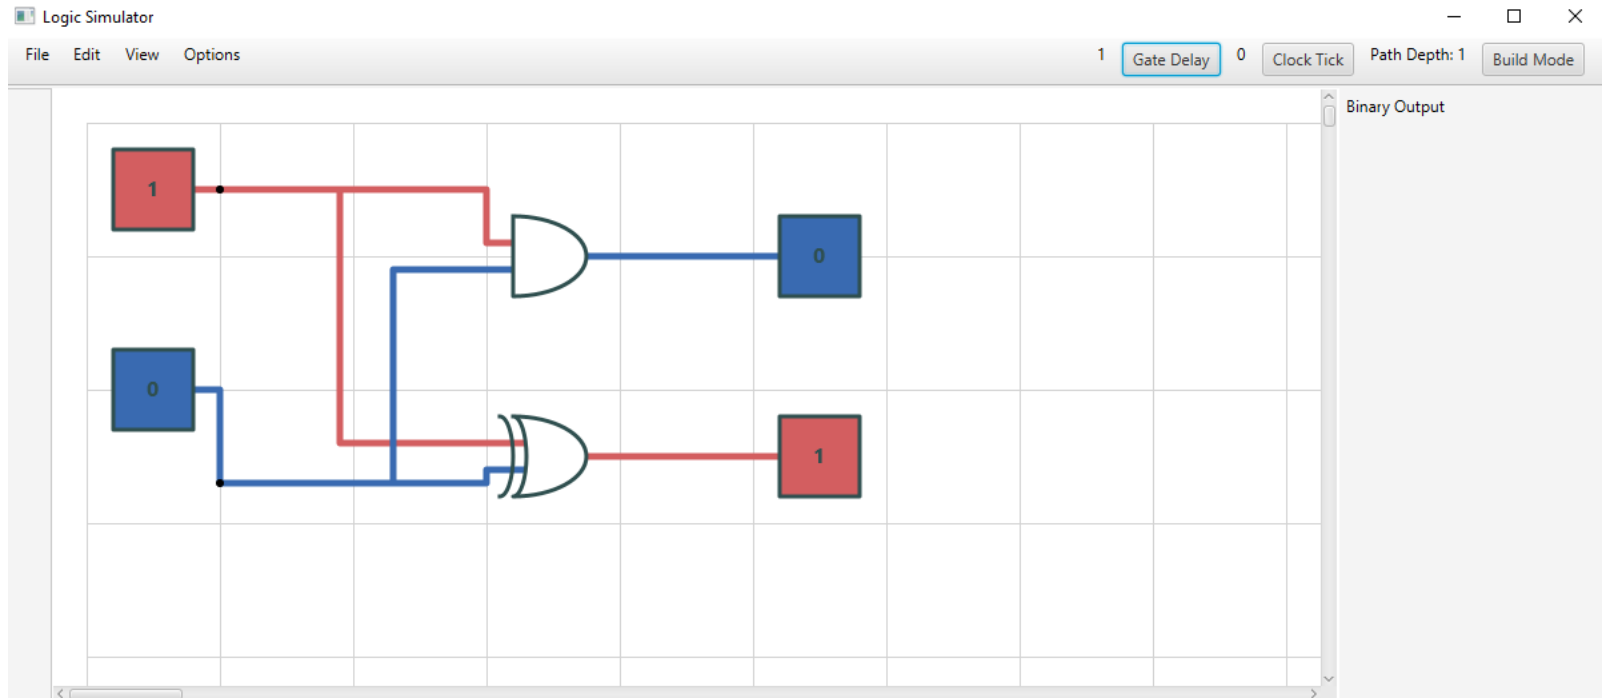 Logic Simulator
File Edit View Options 1 Gate Delay 0 Clock Tick Path Depth: 1 Build Mode
Binary Output
1
0
0
1